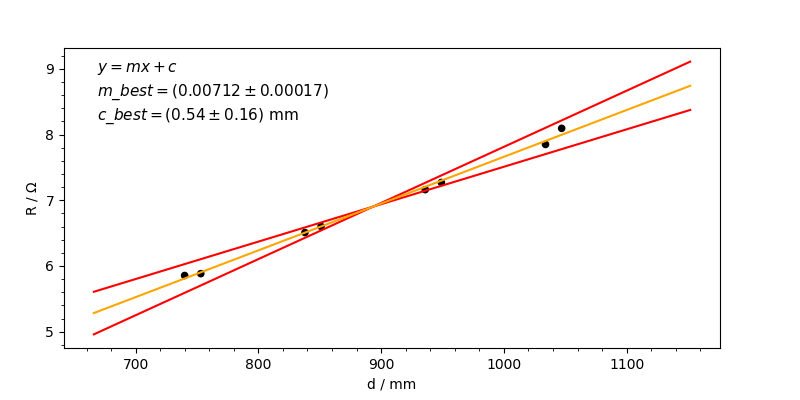 y = mx + c
m_best = (0.00712 ± 0.00017)
c_best = (0.54 ± 0.16) mm
9
8
7
6
5
R / Ω
700 800 900 1000 1100
d / mm